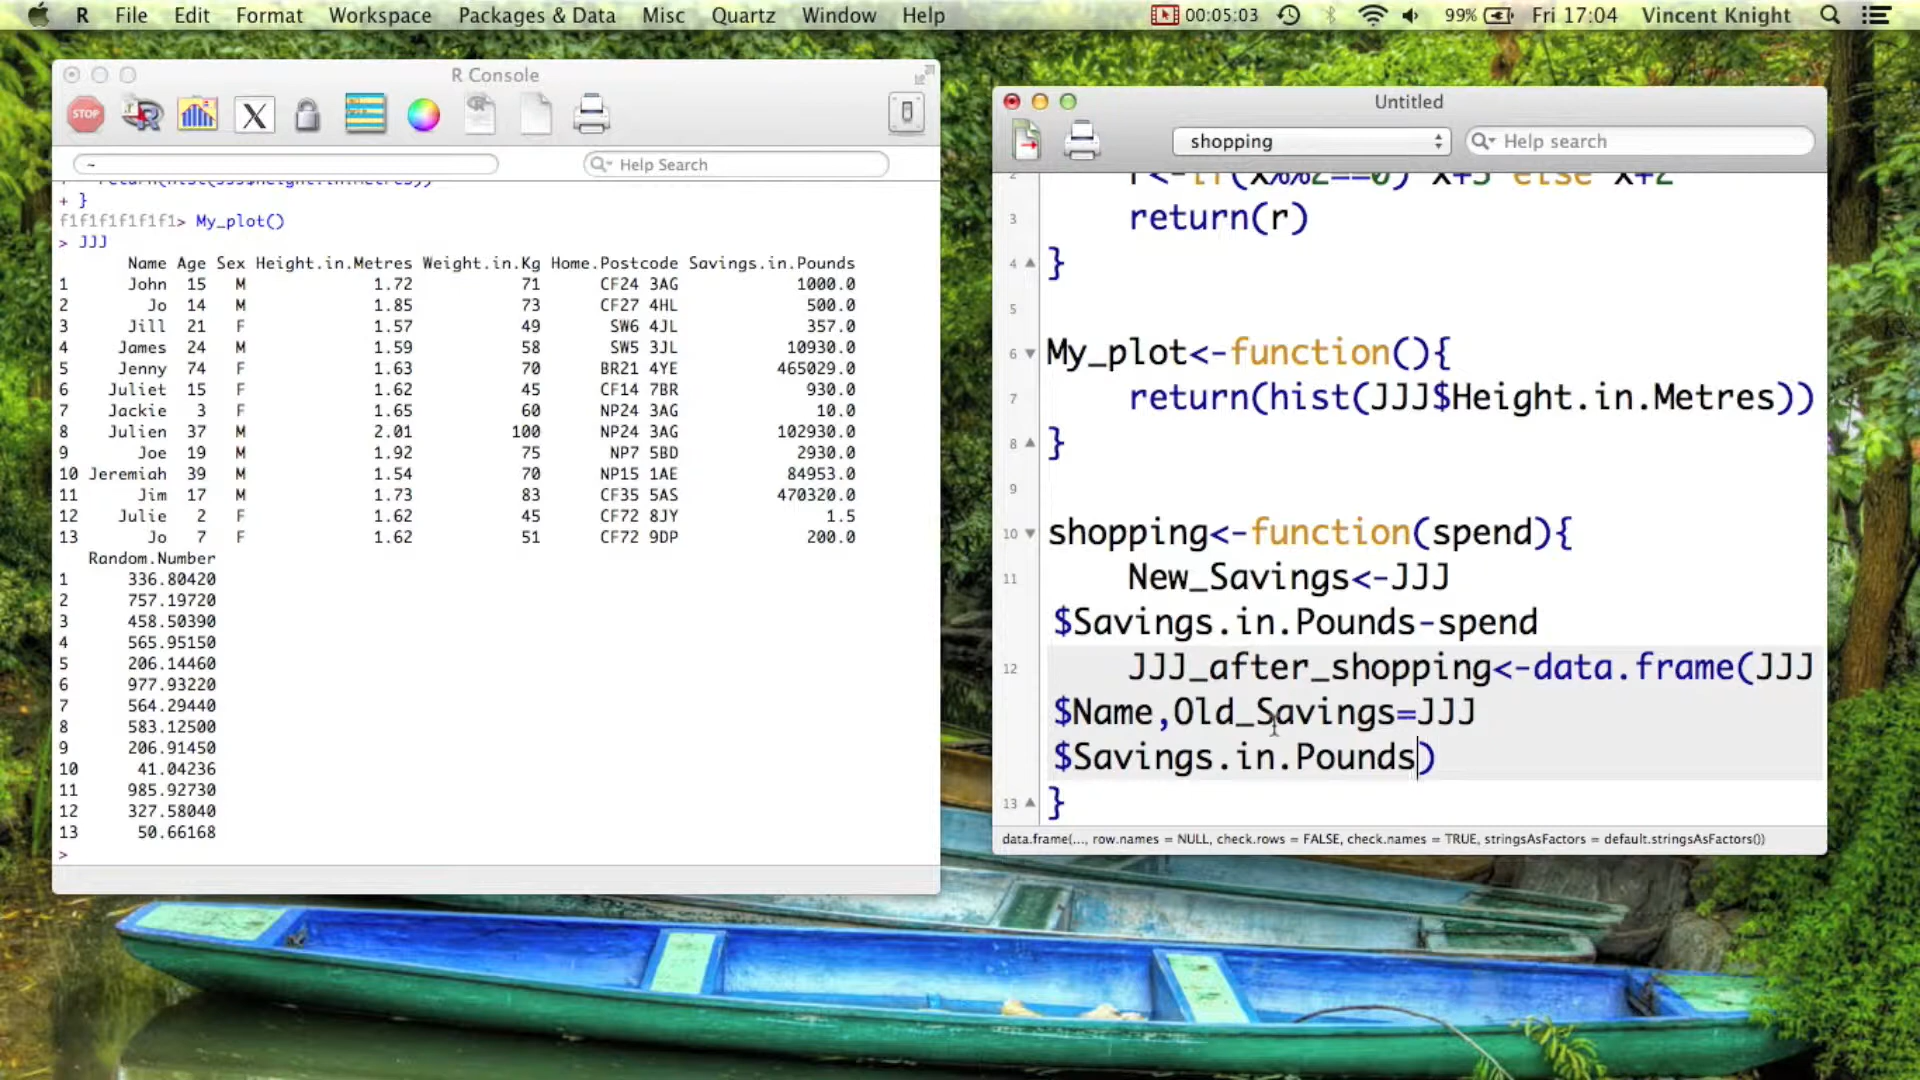 R File Edit Format Workspace Packages & Data Misc Quartz Window Help 00:05:03 99% Fri 17:04 Vincent Knight
R Console
STOP
X
~
Help Search
+ return(hist(JJJ$Height.in.Metres))
+ }
f1f1f1f1f1f1> My_plot()
> JJJ
Name Age Sex Height.in.Metres Weight.in.Kg Home.Postcode Savings.in.Pounds
1 John 15 M 1.72 71 CF24 3AG 1000.0
2 Jo 14 M 1.85 73 CF27 4HL 500.0
3 Jill 21 F 1.57 49 SW6 4JL 357.0
4 James 24 M 1.59 58 SW5 3JL 10930.0
5 Jenny 74 F 1.63 70 BR21 4YE 465029.0
6 Juliet 15 F 1.62 45 CF14 7BR 930.0
7 Jackie 3 F 1.65 60 NP24 3AG 10.0
8 Julien 37 M 2.01 100 NP24 3AG 102930.0
9 Joe 19 M 1.92 75 NP7 5BD 2930.0
10 Jeremiah 39 M 1.54 70 NP15 1AE 84953.0
11 Jim 17 M 1.73 83 CF35 5AS 470320.0
12 Julie 2 F 1.62 45 CF72 8JY 1.5
13 Jo 7 F 1.62 51 CF72 9DP 200.0
Random.Number
1 336.80420
2 757.19720
3 458.50390
4 565.95150
5 206.14460
6 977.93220
7 564.29440
8 583.12500
9 206.91450
10 41.04236
11 985.92730
12 327.58040
13 50.66168
>
Untitled
shopping
Help search
2 r<-if(x%%2==0) x+3 else x+2
3 return(r)
4 }
5
6 My_plot<-function(){
7 return(hist(JJJ$Height.in.Metres))
8 }
9
10 shopping<-function(spend){
11 New_Savings<-JJJ
$Savings.in.Pounds-spend
12 JJJ_after_shopping<-data.frame(JJJ
$Name,Old_Savings=JJJ
$Savings.in.Pounds)
13 }
data.frame(..., row.names = NULL, check.rows = FALSE, check.names = TRUE, stringsAsFactors = default.stringsAsFactors())